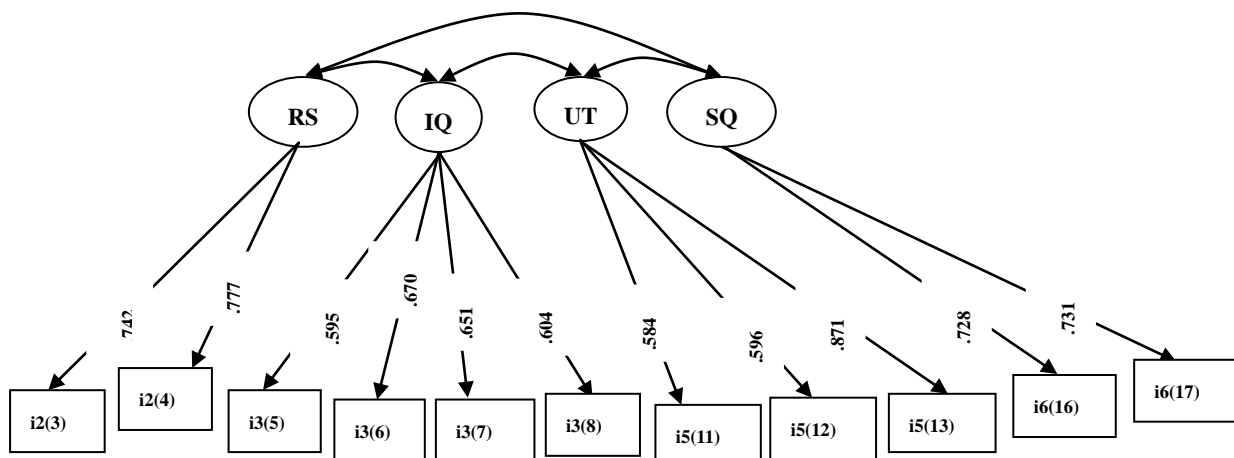 RS
IQ
UT
SQ
.742
.777
.595
.670
.651
.604
.584
.596
.871
.728
.731
i2(3)
i2(4)
i3(5)
i3(6)
i3(7)
i3(8)
i5(11)
i5(12)
i5(13)
i6(16)
i6(17)